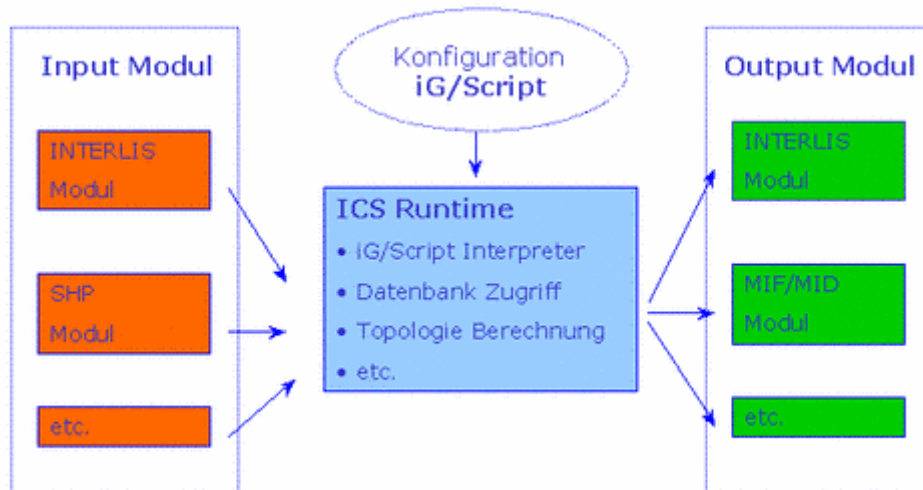 Input Modul
INTERLIS
Modul
SHP
Modul
etc.
Konfiguration
iG/Script
ICS Runtime
• iG/Script Interpreter
• Datenbank Zugriff
• Topologie Berechnung
• etc.
Output Modul
INTERLIS
Modul
MIF/MID
Modul
etc.